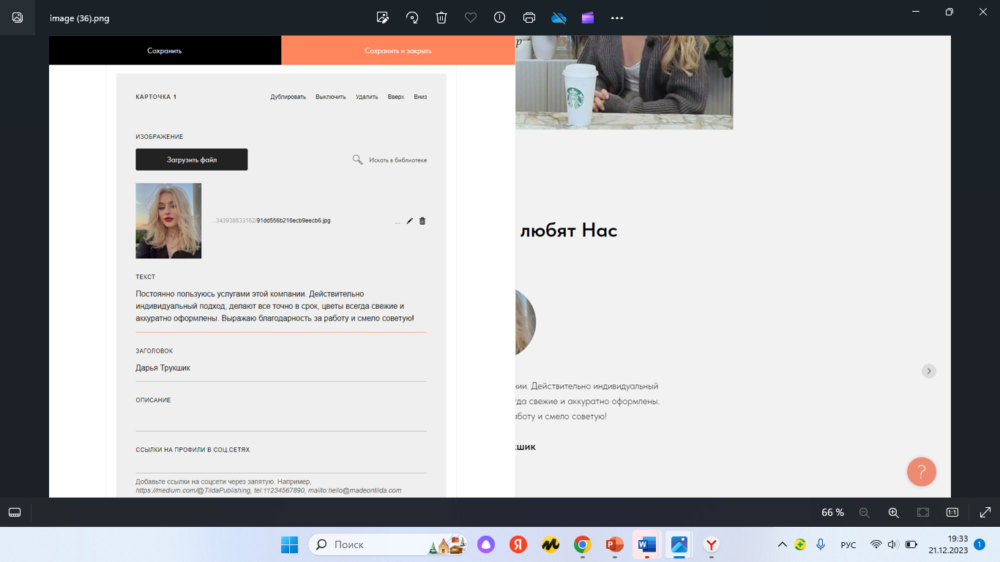 image (36).png
Сохранить
Сохранить и закрыть
КАРТОЧКА 1
Дублировать Выключить Удалить Вверх Вниз
ИЗОБРАЖЕНИЕ
Загрузить файл
Искать в библиотеке
...343938633162/91dd556b216ecb9eecb6.jpg
...
ТЕКСТ
Постоянно пользуюсь услугами этой компании. Действительно
индивидуальный подход, делают все точно в срок, цветы всегда свежие и
аккуратно оформлены. Выражаю благодарность за работу и смело советую!
ЗАГОЛОВОК
Дарья Трукшик
ОПИСАНИЕ
ССЫЛКИ НА ПРОФИЛИ В СОЦ.СЕТЯХ
Добавьте ссылки на соцсети через запятую. Например,
https://medium.com/@TildaPublishing, tel:11234567890, mailto:hello@madeontilda.com
любят Нас
нии. Действительно индивидуальный
гда свежие и аккуратно оформлены.
аботу и смело советую!
кшик
?
66 %
1:1
Поиск
Я
РУС
19:33
21.12.2023
1